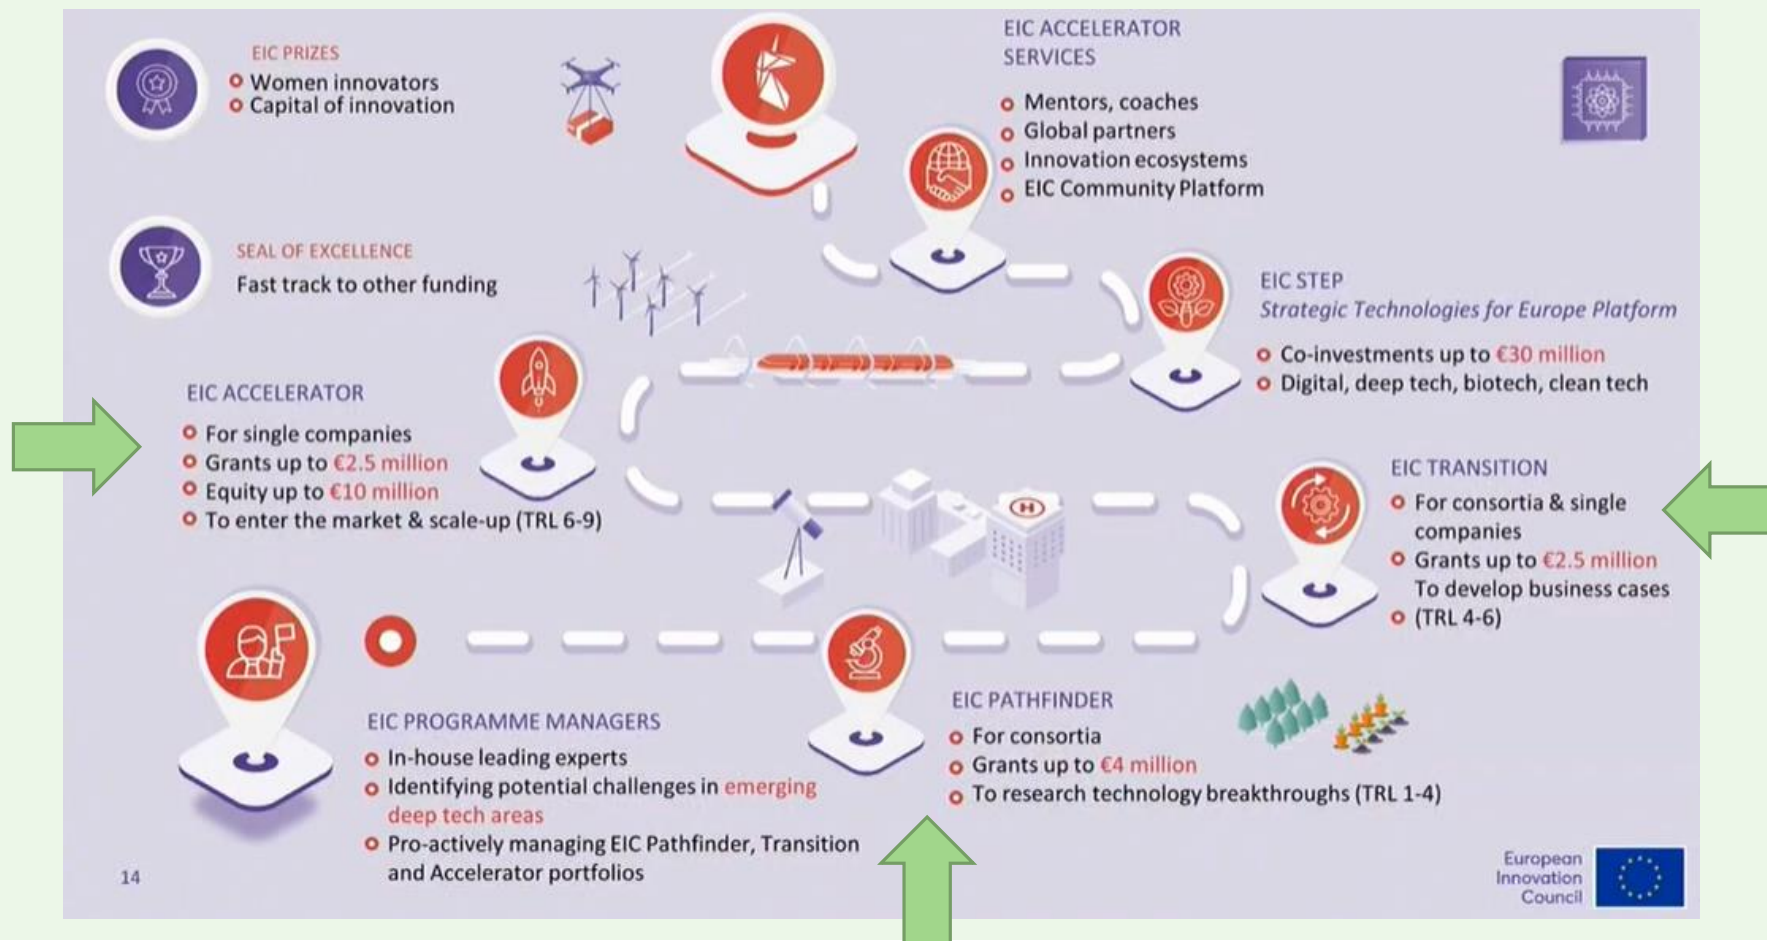 EIC PRIZES
Women innovators
Capital of innovation
EIC ACCELERATOR
SERVICES
Mentors, coaches
Global partners
Innovation ecosystems
EIC Community Platform
SEAL OF EXCELLENCE
Fast track to other funding
EIC STEP
Strategic Technologies for Europe Platform
Co-investments up to €30 million
Digital, deep tech, biotech, clean tech
EIC ACCELERATOR
For single companies
Grants up to €2.5 million
Equity up to €10 million
To enter the market & scale-up (TRL 6-9)
EIC TRANSITION
For consortia & single
companies
Grants up to €2.5 million
To develop business cases
(TRL 4-6)
H
EIC PROGRAMME MANAGERS
In-house leading experts
Identifying potential challenges in emerging
deep tech areas
Pro-actively managing EIC Pathfinder, Transition
and Accelerator portfolios
EIC PATHFINDER
For consortia
Grants up to €4 million
To research technology breakthroughs (TRL 1-4)
14
European
Innovation
Council